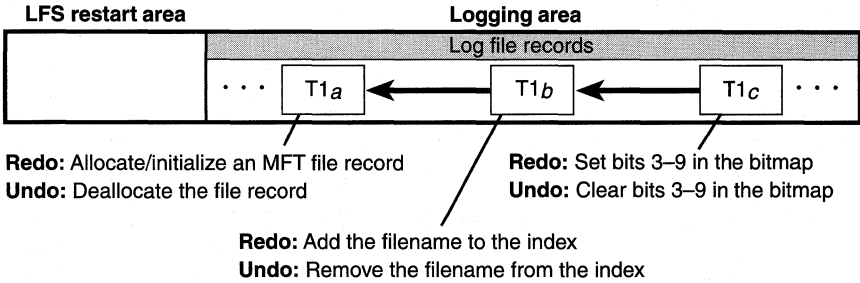 LFS restart area
Logging area
Log file records
· · · T1a T1b T1c · · ·
Redo: Allocate/initialize an MFT file record
Undo: Deallocate the file record
Redo: Set bits 3–9 in the bitmap
Undo: Clear bits 3–9 in the bitmap
Redo: Add the filename to the index
Undo: Remove the filename from the index